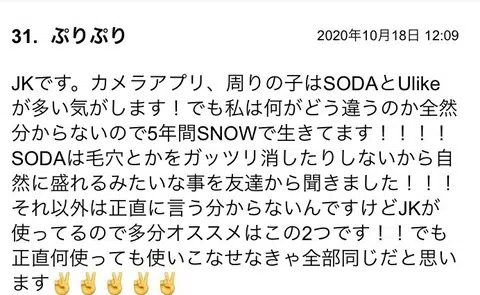 31. ぷりぷり 2020年10月18日 12:09
JKです。カメラアプリ、周りの子はSODAとUlike
が多い気がします！でも私は何がどう違うのか全然
分からないので5年間SNOWで生きてます！！！！
SODAは毛穴とかをガッツリ消したりしないから自
然に盛れるみたいな事を友達から聞きました！！！
それ以外は正直に言う分からないんですけどJKが
使ってるので多分オススメはこの2つです！！でも
正直何使っても使いこなせなきゃ全部同じだと思い
ます✌️✌️✌️✌️✌️